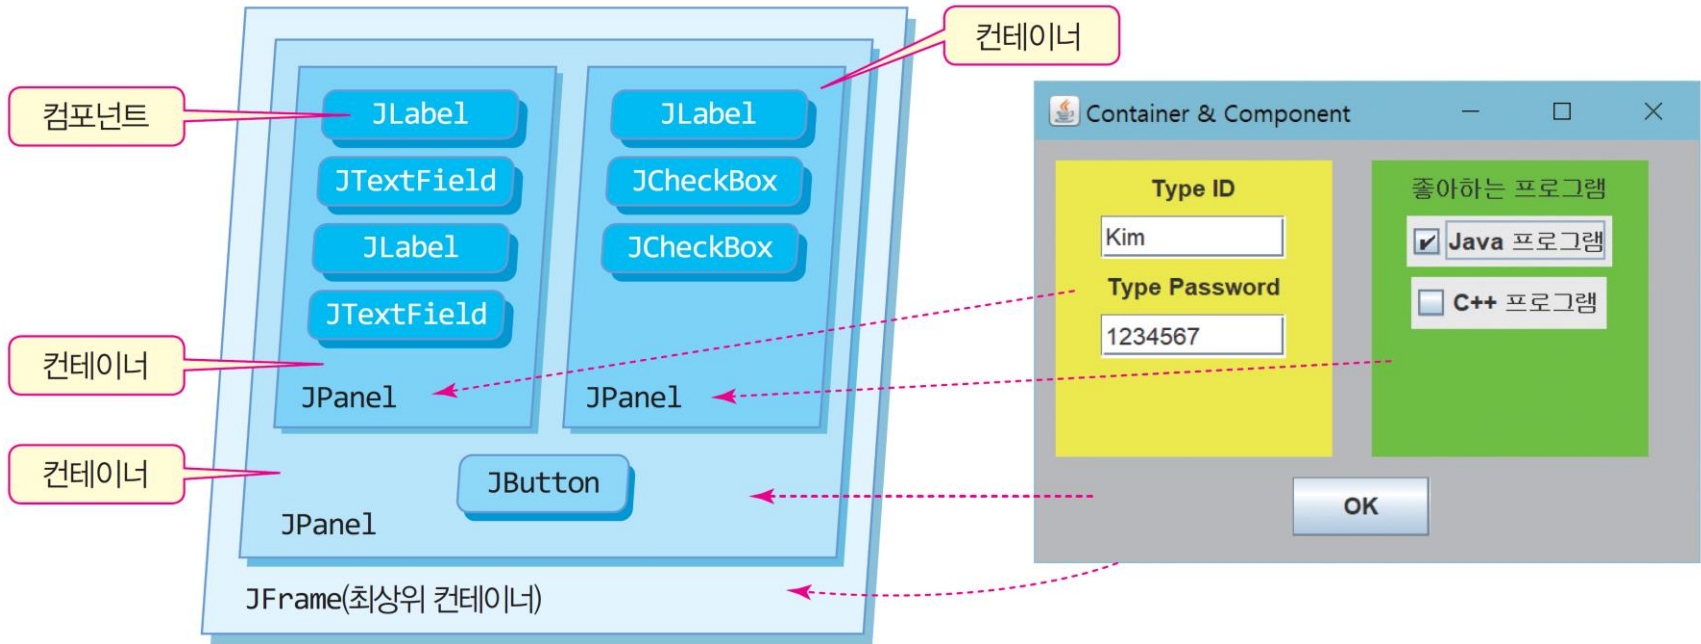 컨테이너
컴포넌트
JLabel
JTextField
JLabel
JTextField
컨테이너
JPanel
JLabel
JCheckBox
JCheckBox
JPanel
컨테이너
JButton
JPanel
JFrame(최상위 컨테이너)
Container & Component
Type ID
Kim
Type Password
1234567
좋아하는 프로그램
Java 프로그램
C++ 프로그램
OK